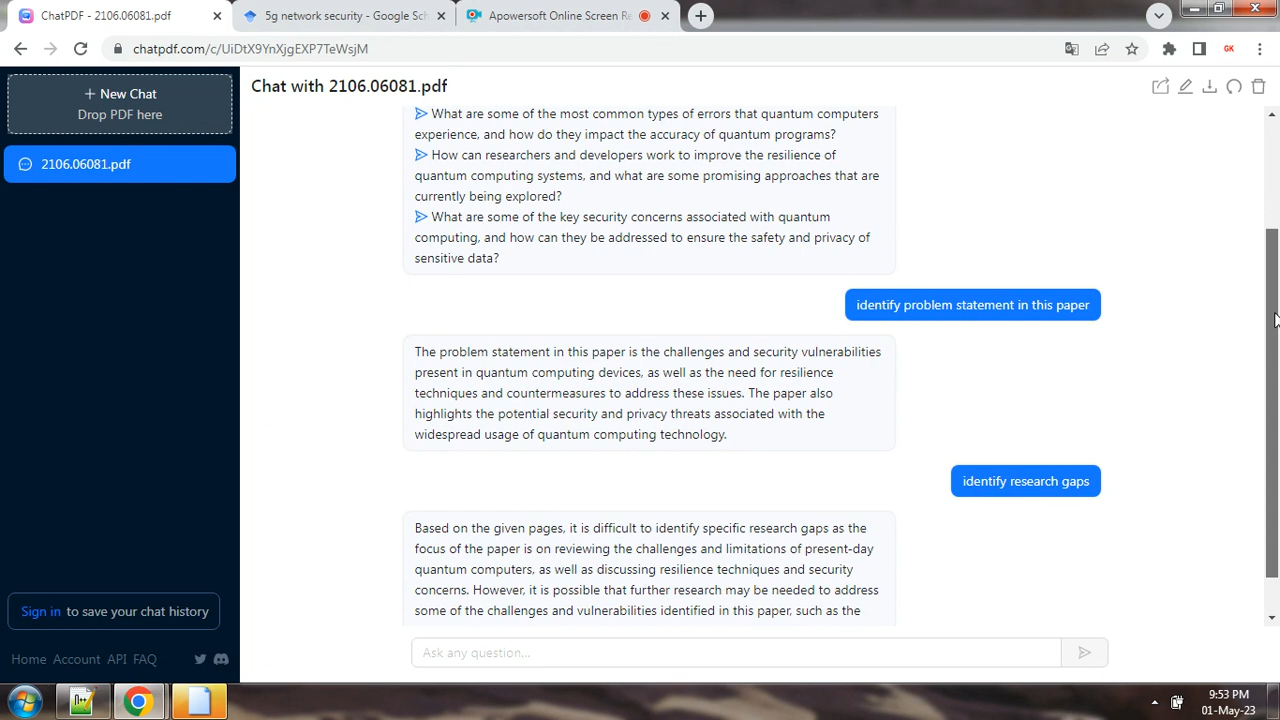 ChatPDF - 2106.06081.pdf
5g network security - Google Sch
Apowersoft Online Screen Re
chatpdf.com/c/UiDtX9YnXjgEXP7TeWsjM
GK
+ New Chat
Drop PDF here
2106.06081.pdf
Sign in to save your chat history
Home Account API FAQ
Chat with 2106.06081.pdf
What are some of the most common types of errors that quantum computers
experience, and how do they impact the accuracy of quantum programs?
How can researchers and developers work to improve the resilience of
quantum computing systems, and what are some promising approaches that are
currently being explored?
What are some of the key security concerns associated with quantum
computing, and how can they be addressed to ensure the safety and privacy of
sensitive data?
identify problem statement in this paper
The problem statement in this paper is the challenges and security vulnerabilities
present in quantum computing devices, as well as the need for resilience
techniques and countermeasures to address these issues. The paper also
highlights the potential security and privacy threats associated with the
widespread usage of quantum computing technology.
identify research gaps
Based on the given pages, it is difficult to identify specific research gaps as the
focus of the paper is on reviewing the challenges and limitations of present-day
quantum computers, as well as discussing resilience techniques and security
concerns. However, it is possible that further research may be needed to address
some of the challenges and vulnerabilities identified in this paper, such as the
Ask any question...
9:53 PM
01-May-23